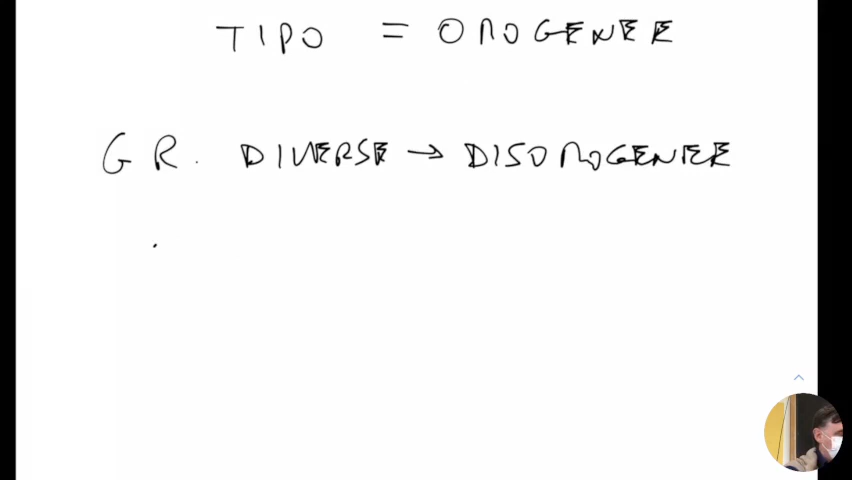 TIPO = OMOGENEE
GR. DIVERSE → DISOMOGENEE